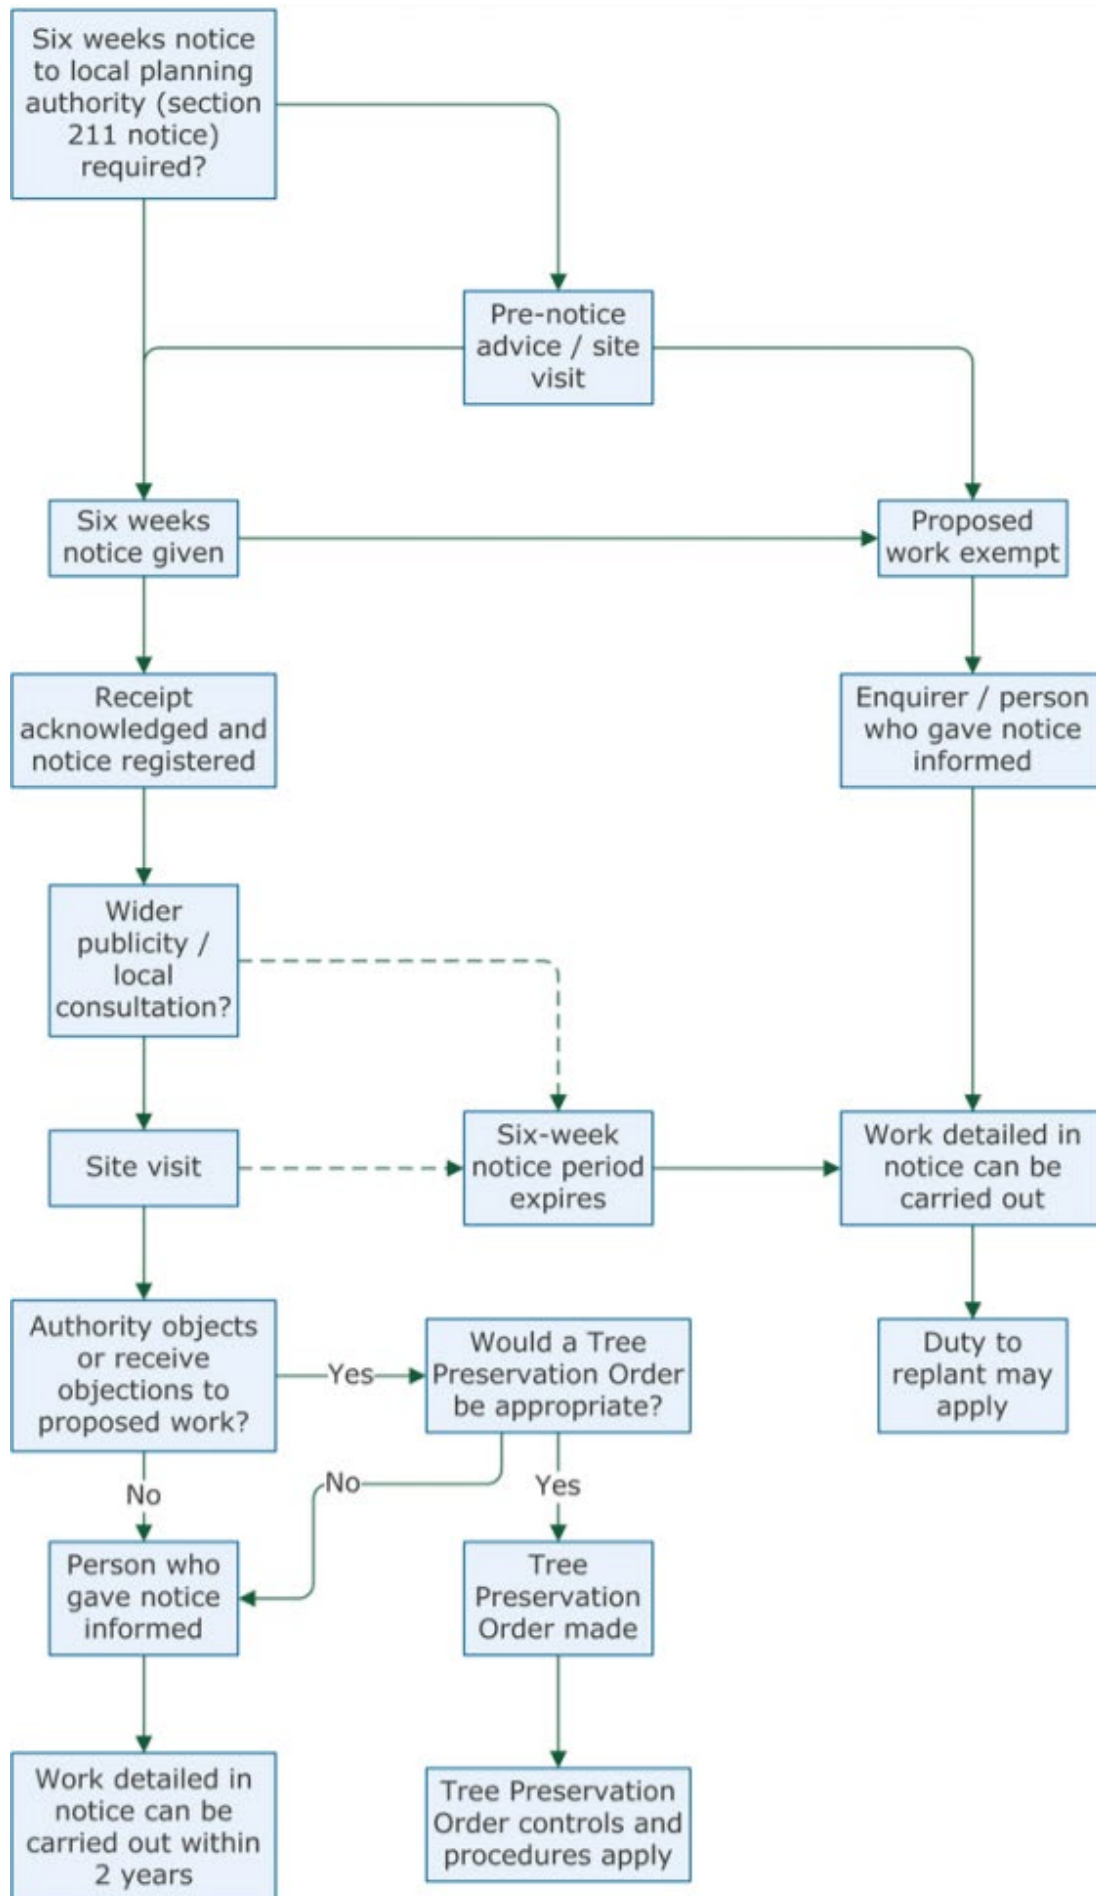 Six weeks notice
to local planning
authority (section
211 notice)
required?
Pre-notice
advice / site
visit
Six weeks
notice given
Proposed
work exempt
Receipt
acknowledged and
notice registered
Enquirer / person
who gave notice
informed
Wider
publicity /
local
consultation?
Site visit
Six-week
notice period
expires
Work detailed in
notice can be
carried out
Authority objects
or receive
objections to
proposed work?
Yes
Would a Tree
Preservation Order
be appropriate?
Duty to
replant may
apply
No
No
Yes
Person who
gave notice
informed
Tree
Preservation
Order made
Work detailed in
notice can be
carried out within
2 years
Tree Preservation
Order controls and
procedures apply